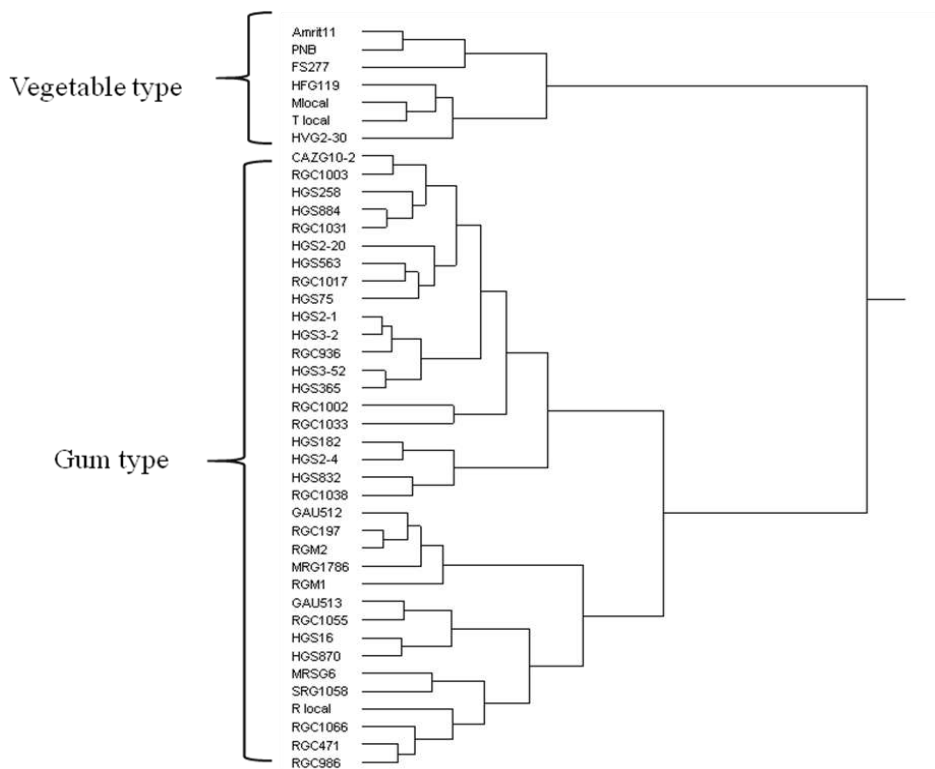 Amrit11
PNB
FS277
Vegetable type
HFG119
Mlocal
T local
HVG2-30
CAZG10-2
RGC1003
HGS258
HGS884
RGC1031
HGS2-20
HGS563
RGC1017
HGS75
HGS2-1
HGS3-2
RGC936
HGS3-52
HGS365
RGC1002
RGC1033
HGS182
Gum type
HGS2-4
HGS832
RGC1038
GAU512
RGC197
RGM2
MRG1786
RGM1
GAU513
RGC1055
HGS16
HGS870
MRSG6
SRG1058
R local
RGC1066
RGC471
RGC986